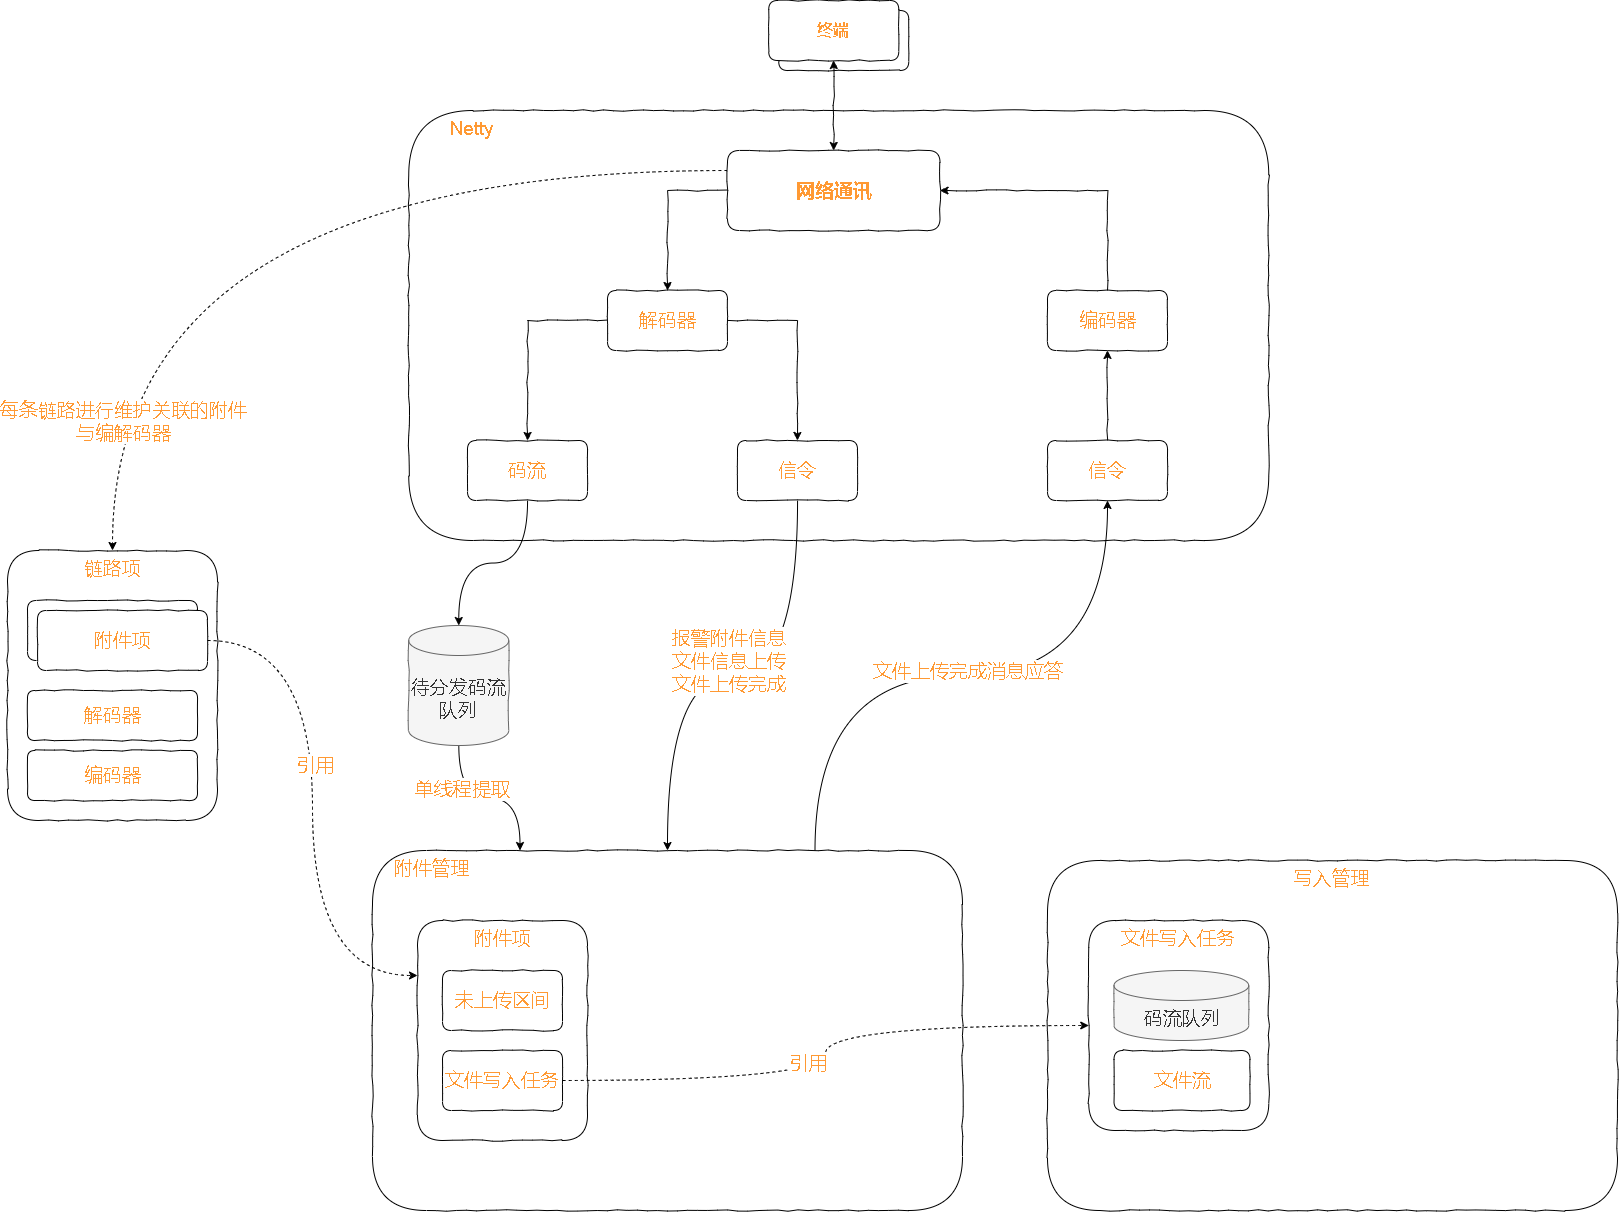 终端
Netty
网络通讯
解码器
编码器
每条链路进行维护关联的附件
与编解码器
码流
信令
信令
链路项
附件项
解码器
编码器
待分发码流
队列
报警附件信息
文件信息上传
文件上传完成
文件上传完成消息应答
引用
单线程提取
附件管理
写入管理
附件项
未上传区间
文件写入任务
引用
文件写入任务
码流队列
文件流